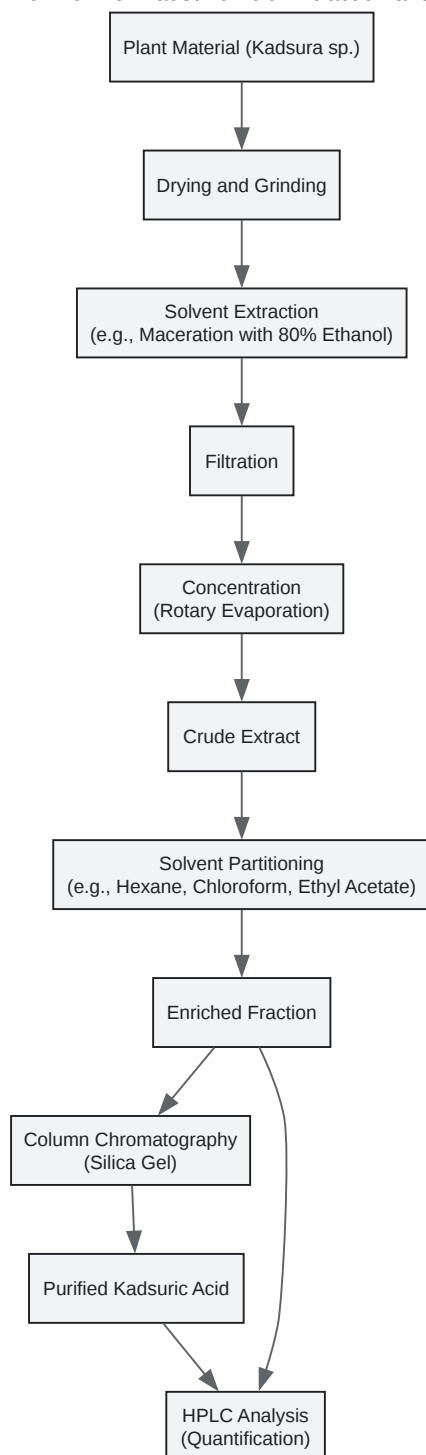 Plant Material (Kadsura sp.)
Drying and Grinding
Solvent Extraction
(e.g., Maceration with 80% Ethanol)
Filtration
Concentration
(Rotary Evaporation)
Crude Extract
Solvent Partitioning
(e.g., Hexane, Chloroform, Ethyl Acetate)
Enriched Fraction
Column Chromatography
(Silica Gel)
Purified Kadsuric Acid
HPLC Analysis
(Quantification)